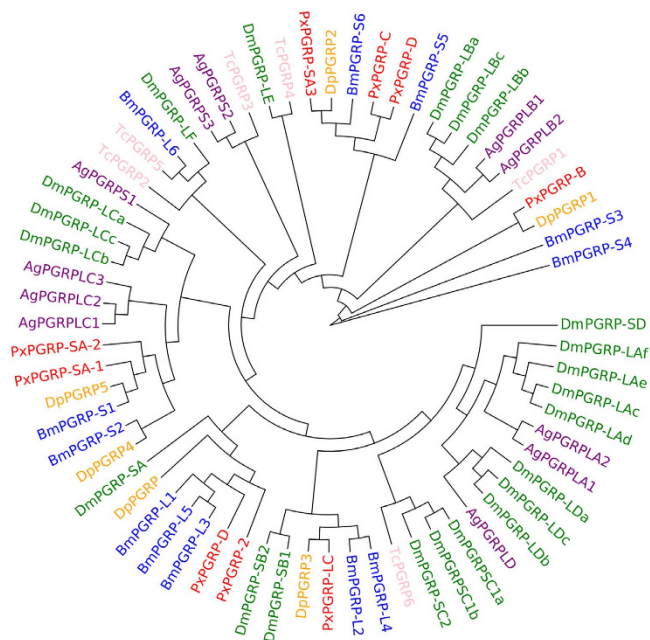 PxPGRP-SA3
DpPGRP2
BmPGRP-S6
PxPGRP-C
PxPGRP-D
BmPGRP-S5
DmPGRP-LBa
DmPGRP-LBc
DmPGRP-LBb
AgPGRPLB1
AgPGRPLB2
TcPGRP1
PxPGRP-B
DpPGRP1
BmPGRP-S3
BmPGRP-S4
DmPGRP-SD
DmPGRP-LAf
DmPGRP-LAe
DmPGRP-LAc
DmPGRP-LAd
AgPGRPLA2
AgPGRPLA1
DmPGRP-LDa
DmPGRP-LDc
DmPGRP-LDb
AgPGRPLD
DmPGRPSC1a
DmPGRPSC1b
DmPGRP-SC2
TcPGRP6
BmPGRP-L4
BmPGRP-L2
PxPGRP-LC
DpPGRP3
DmPGRP-SB1
DmPGRP-SB2
PxPGRP-2
PxPGRP-D
BmPGRP-L3
BmPGRP-L5
BmPGRP-L1
DpPGRP
DmPGRP-SA
DpPGRP4
BmPGRP-S2
BmPGRP-S1
DpPGRP5
PxPGRP-SA-1
PxPGRP-SA-2
AgPGRPLC1
AgPGRPLC2
AgPGRPLC3
DmPGRP-LCb
DmPGRP-LCc
DmPGRP-LCa
AgPGRPS1
TcPGRP2
TcPGRP5
BmPGRP-L6
DmPGRP-LF
AgPGRPS3
AgPGRPS2
TcPGRP3
DmPGRP-LE
TcPGRP4